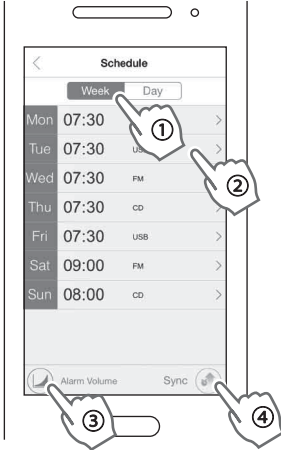 Schedule
Week Day
Mon 07:30
①
Tue 07:30
②
Wed 07:30 FM
Thu 07:30 CD
Fri 07:30 USB
Sat 09:00 FM
Sun 08:00 CD
Alarm Volume Sync
③ ④